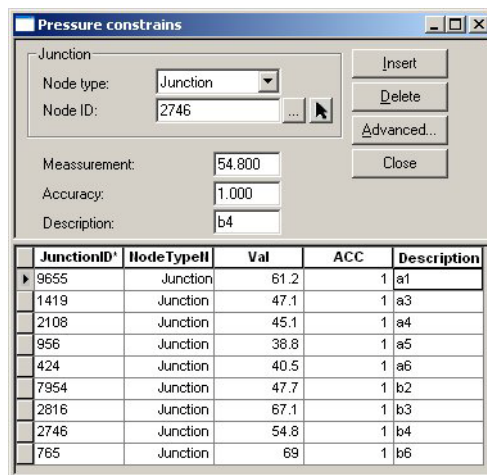 Pressure constrains
Junction
Node type: Junction
Node ID: 2746 ...
Insert
Delete
Advanced...
Close
Meassurement: 54.800
Accuracy: 1.000
Description: b4
JunctionID* NodeTypeN Val ACC Description
9655 Junction 61.2 1 a1
1419 Junction 47.1 1 a3
2108 Junction 45.1 1 a4
956 Junction 38.8 1 a5
424 Junction 40.5 1 a6
7954 Junction 47.7 1 b2
2816 Junction 67.1 1 b3
2746 Junction 54.8 1 b4
765 Junction 69 1 b6